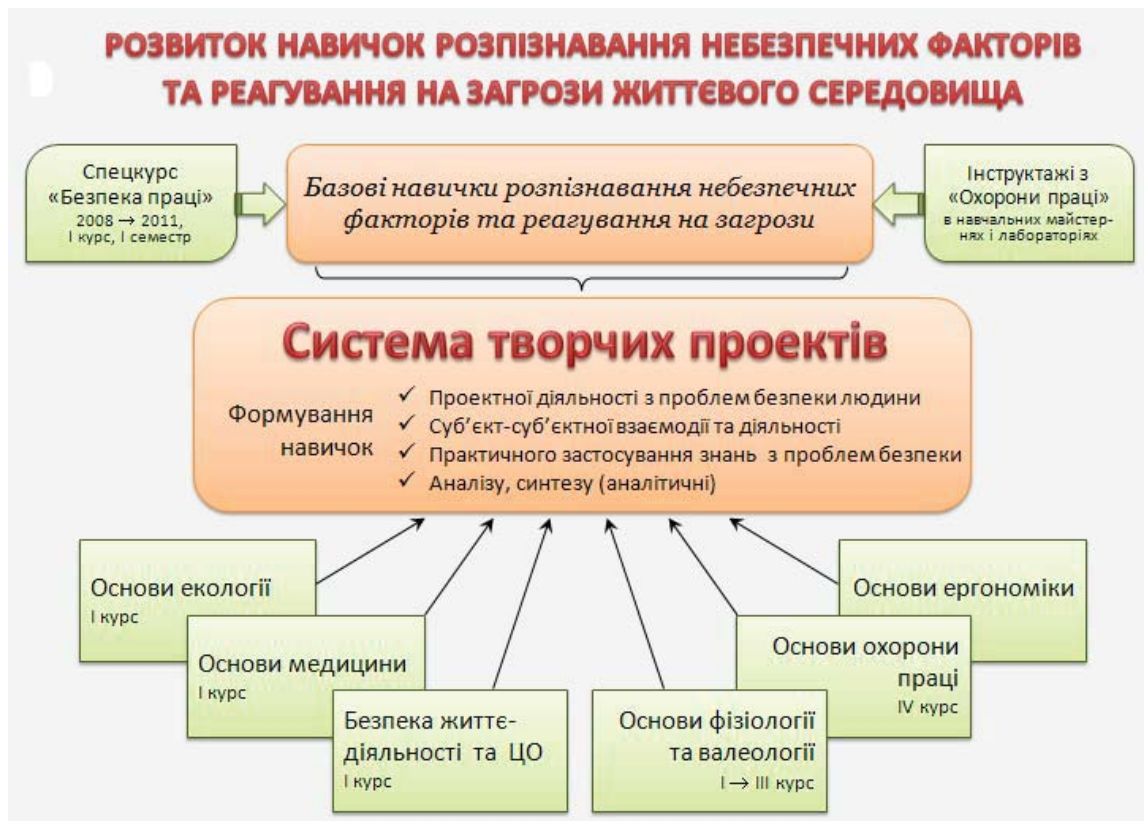 РОЗВИТОК НАВИЧОК РОЗПІЗНАВАННЯ НЕБЕЗПЕЧНИХ ФАКТОРІВ
ТА РЕАГУВАННЯ НА ЗАГРОЗИ ЖИТТЄВОГО СЕРЕДОВИЩА
Спецкурс
«Безпека праці»
2008 → 2011,
І курс, І семестр
Базові навички розпізнавання небезпечних
факторів та реагування на загрози
Інструктажі з
«Охорони праці»
в навчальних майстер-
нях і лабораторіях
Система творчих проектів
Формування
навичок
✓ Проектної діяльності з проблем безпеки людини
✓ Суб’єкт-суб’єктної взаємодії та діяльності
✓ Практичного застосування знань з проблем безпеки
✓ Аналізу, синтезу (аналітичні)
Основи екології
І курс
Основи медицини
І курс
Безпека життє-
діяльності та ЦО
І курс
Основи фізіології
та валеології
І → ІІІ курс
Основи охорони
праці
IV курс
Основи ергономіки